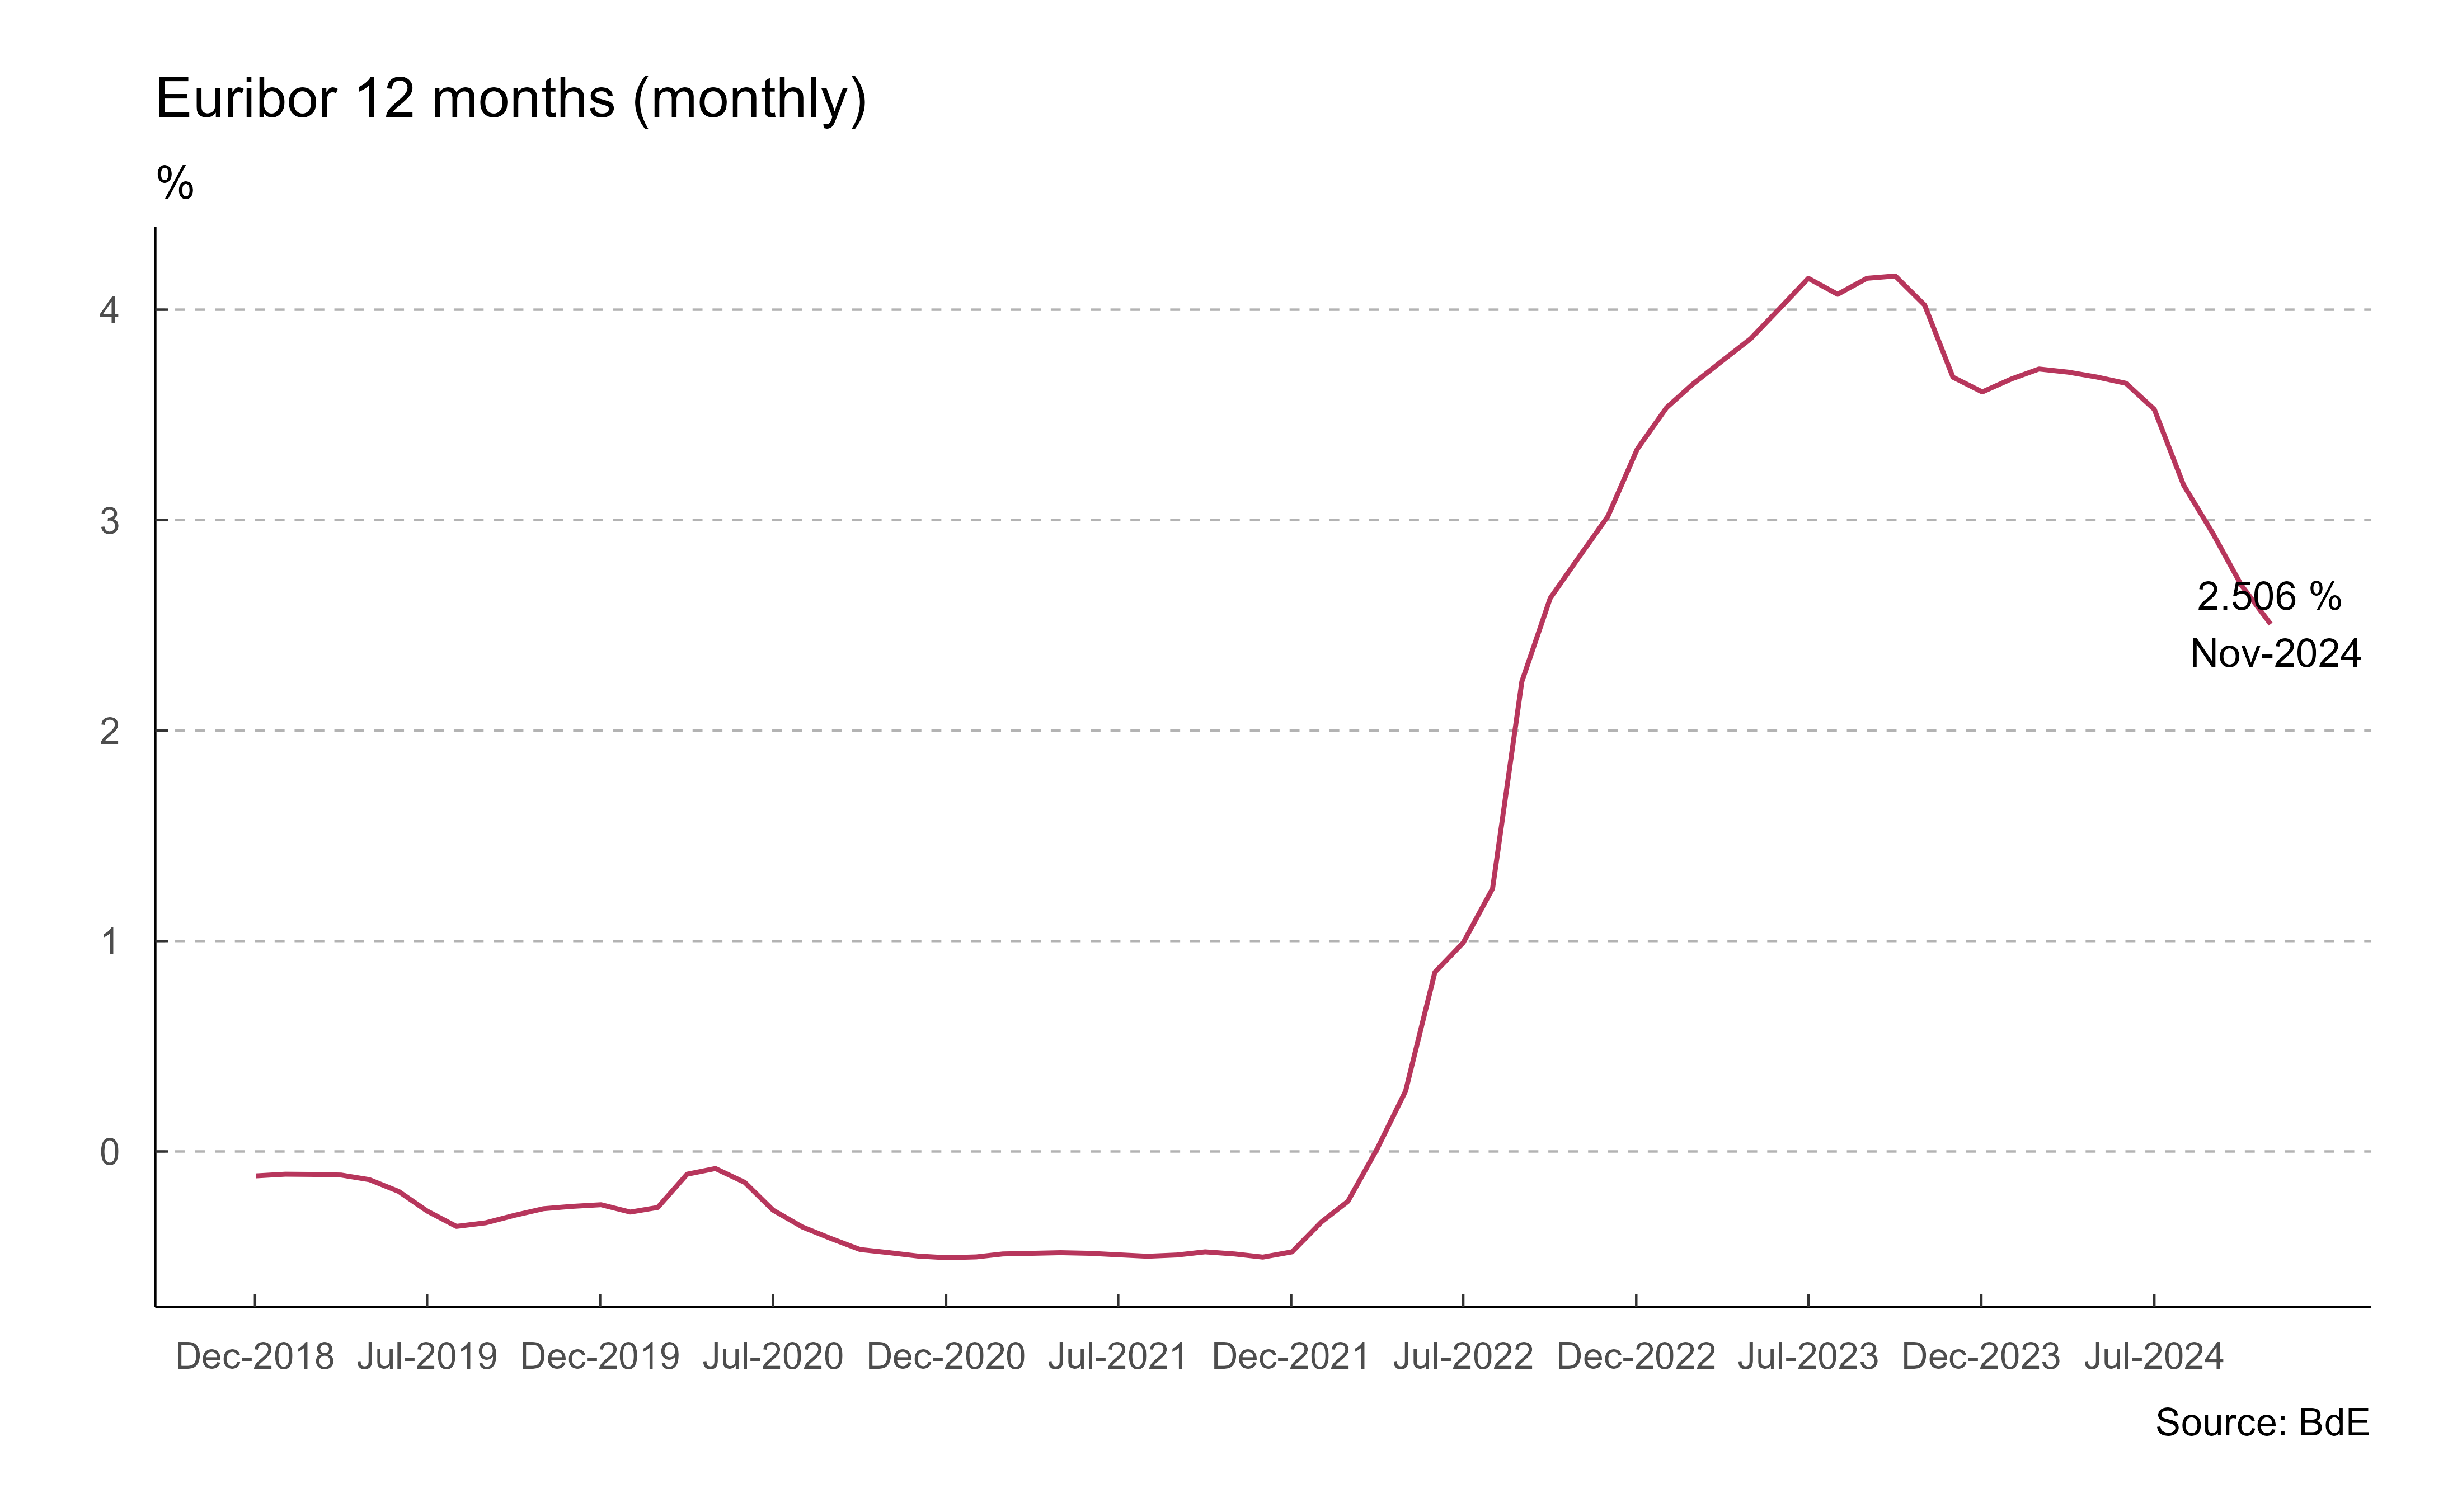 Euribor 12 months (monthly)
%
4
3
2.506 %
Nov-2024
2
1
0
Dec-2018 Jul-2019 Dec-2019 Jul-2020 Dec-2020 Jul-2021 Dec-2021 Jul-2022 Dec-2022 Jul-2023 Dec-2023 Jul-2024
Source: BdE